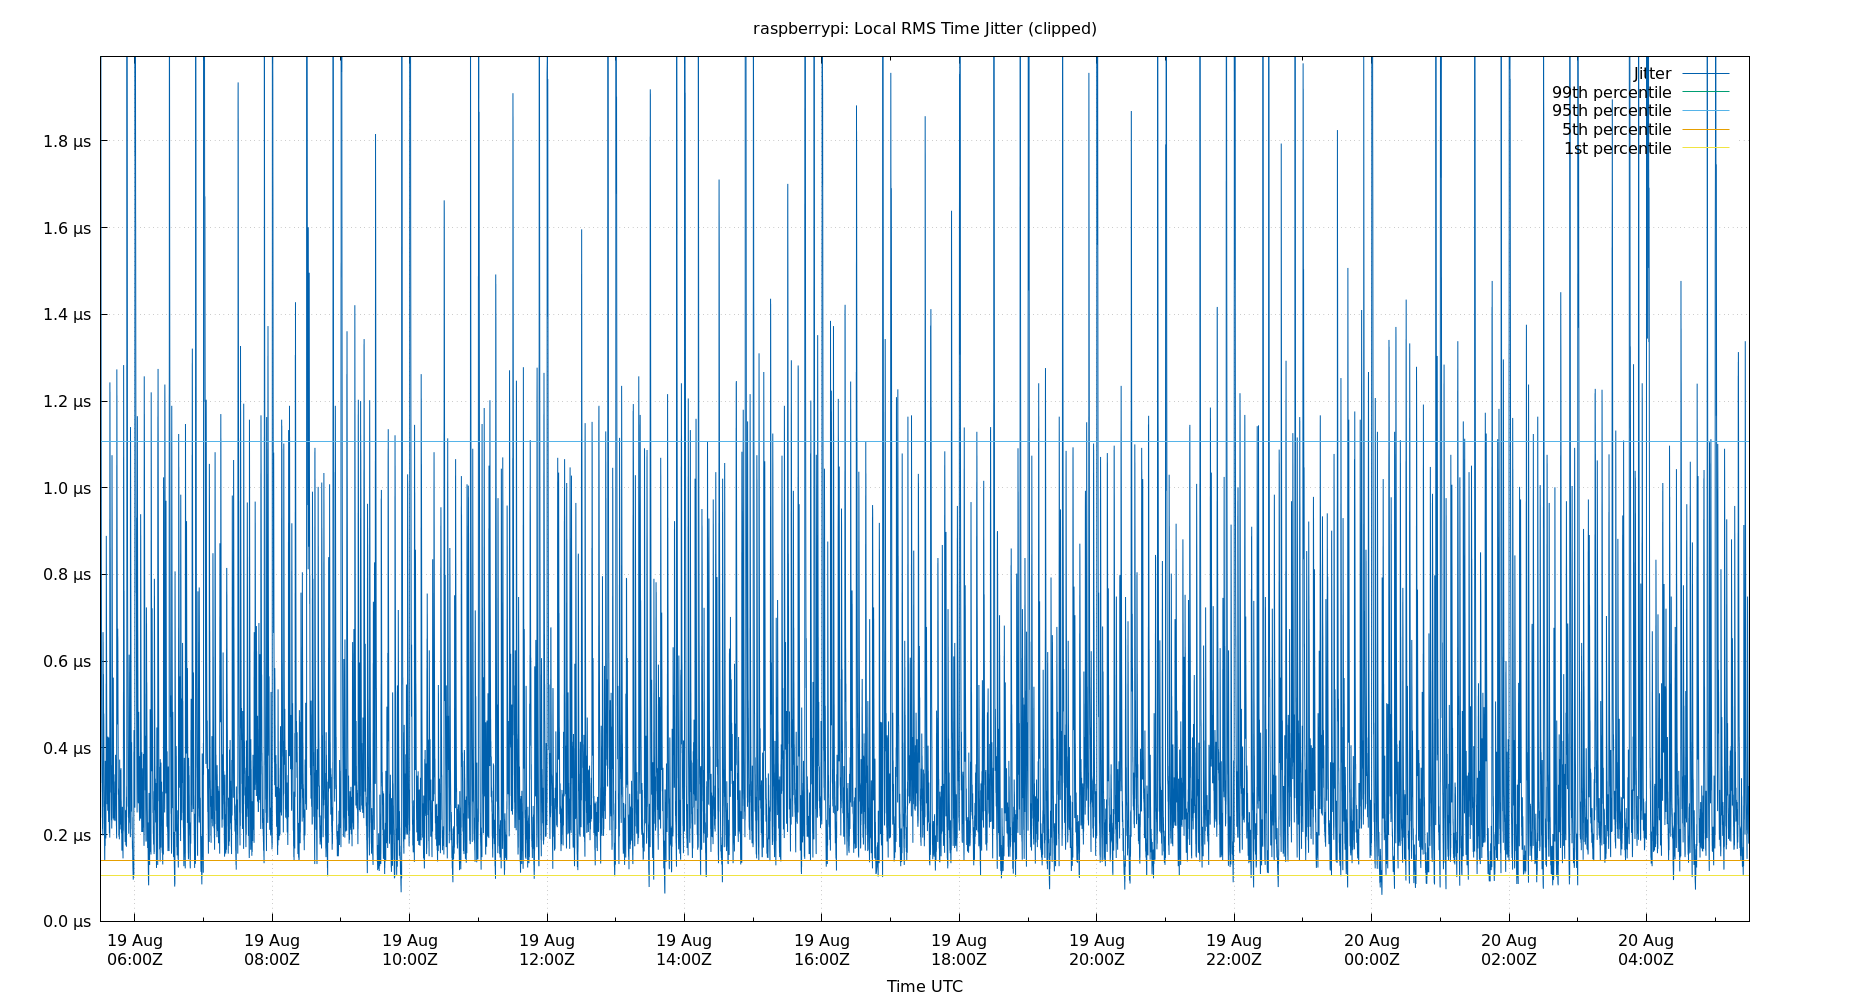 raspberrypi: Local RMS Time Jitter (clipped)
Jitter
99th percentile
95th percentile
5th percentile
1st percentile
1.8 µs
1.6 µs
1.4 µs
1.2 µs
1.0 µs
0.8 µs
0.6 µs
0.4 µs
0.2 µs
0.0 µs
19 Aug 19 Aug 19 Aug 19 Aug 19 Aug 19 Aug 19 Aug 19 Aug 19 Aug 20 Aug 20 Aug 20 Aug
06:00Z 08:00Z 10:00Z 12:00Z 14:00Z 16:00Z 18:00Z 20:00Z 22:00Z 00:00Z 02:00Z 04:00Z
Time UTC